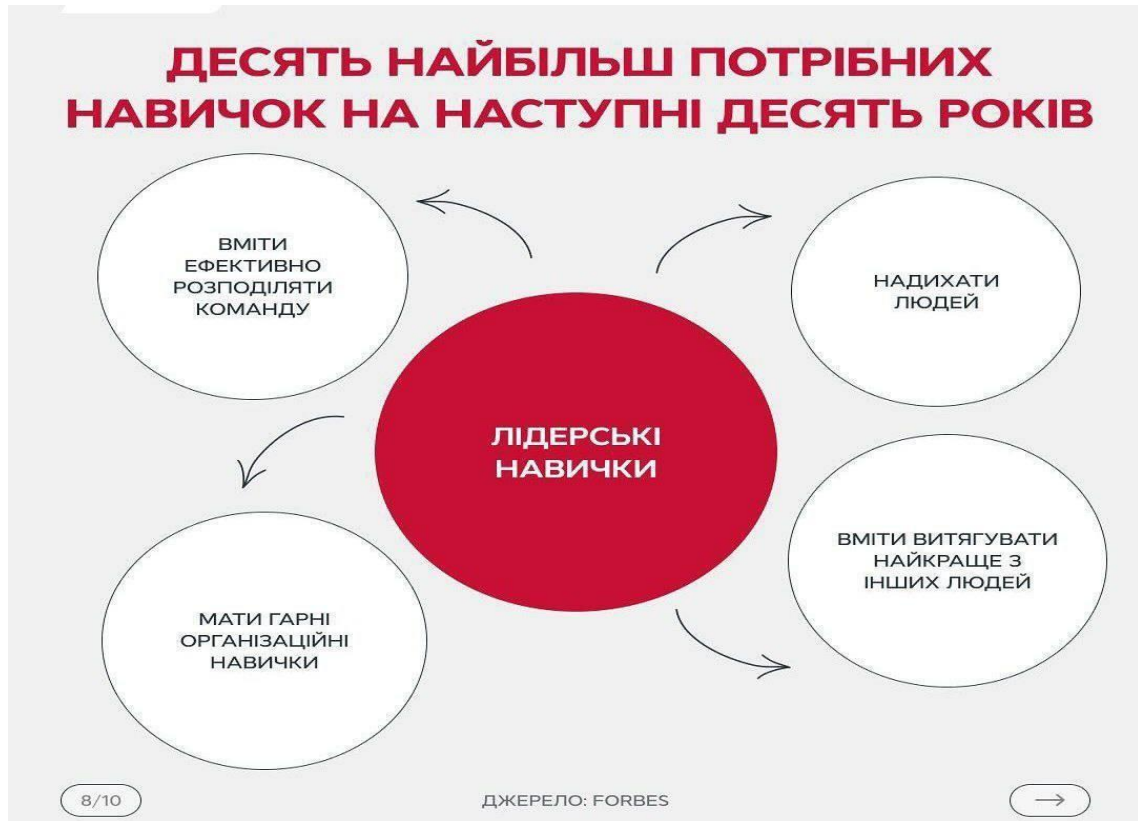 ДЕСЯТЬ НАЙБІЛЬШ ПОТРІБНИХ
НАВИЧОК НА НАСТУПНІ ДЕСЯТЬ РОКІВ
ВМІТИ
ЕФЕКТИВНО
РОЗПОДІЛЯТИ
КОМАНДУ
НАДИХАТИ
ЛЮДЕЙ
ЛІДЕРСЬКІ
НАВИЧКИ
МАТИ ГАРНІ
ОРГАНІЗАЦІЙНІ
НАВИЧКИ
ВМІТИ ВИТЯГУВАТИ
НАЙКРАЩЕ З
ІНШИХ ЛЮДЕЙ
8/10
ДЖЕРЕЛО: FORBES